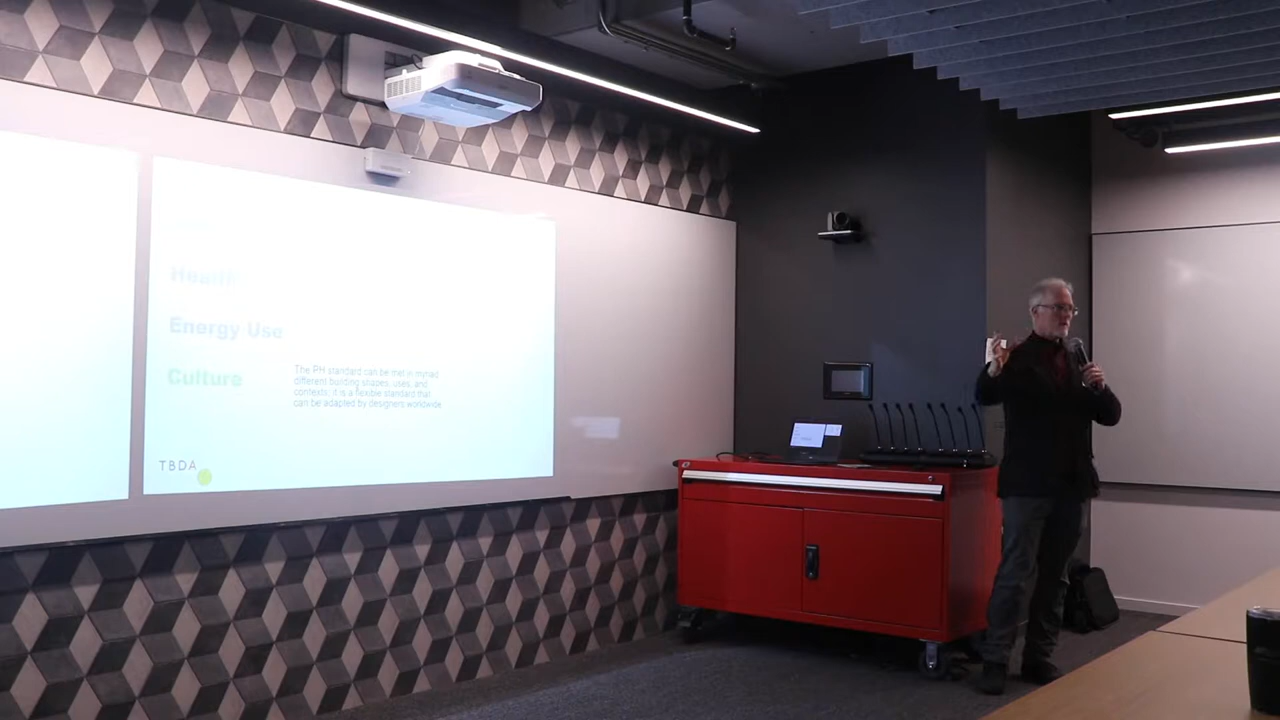 Health
Energy Use
Culture
The PH standard can be met in myriad
different building shapes, uses, and
contexts; it is a flexible standard that
can be adapted by designers worldwide
TBDA